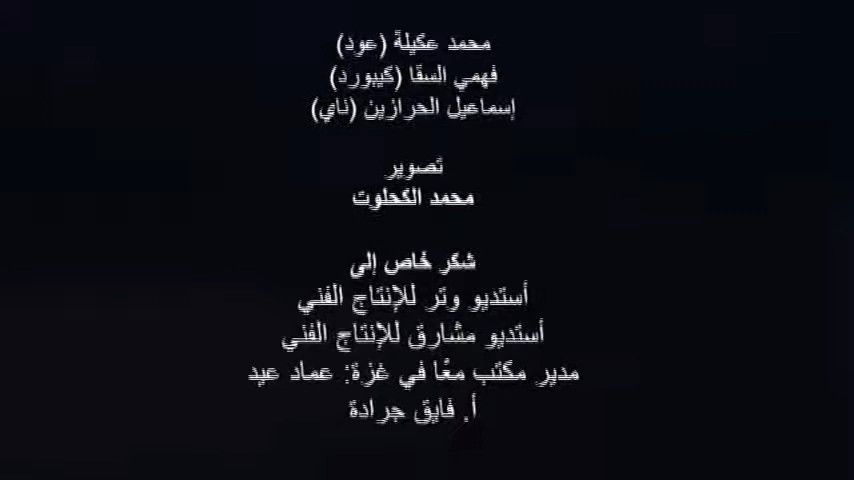 محمد عكيلة (عود)
فهمي السقا (كيبورد)
إسماعيل الحرازين (ناي)
تصوير
محمد الكحلوت
شكر خاص إلى
أستديو وتر للإنتاج الفني
أستديو مشارق للإنتاج الفني
مدير مكتب معًا في غزة: عماد عيد
أ. فايق جرادة